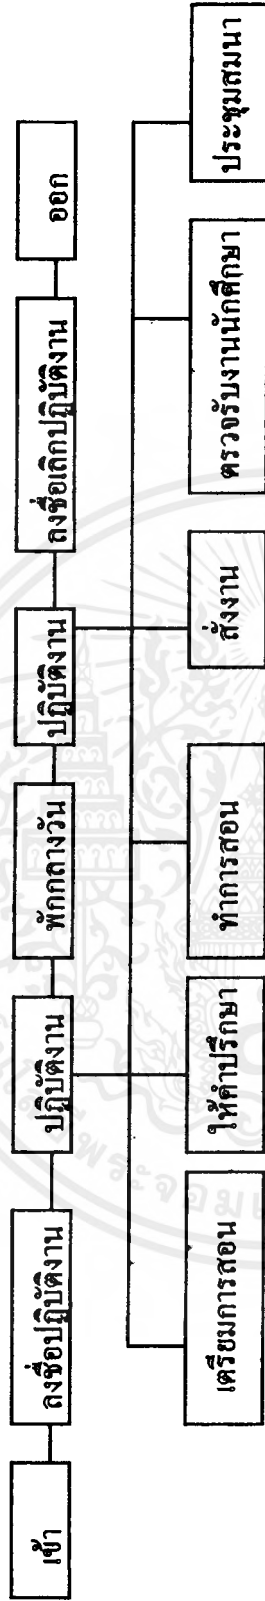 เข้า
ลงชื่อปฏิบัติงาน
ปฏิบัติงาน
พักกลางวัน
ปฏิบัติงาน
ลงชื่อเลิกปฏิบัติงาน
ออก
เตรียมการสอน
ให้คำปรึกษา
ทำการสอน
สั่งงาน
ตรวจรับงานนักศึกษา
ประชุมสมนา